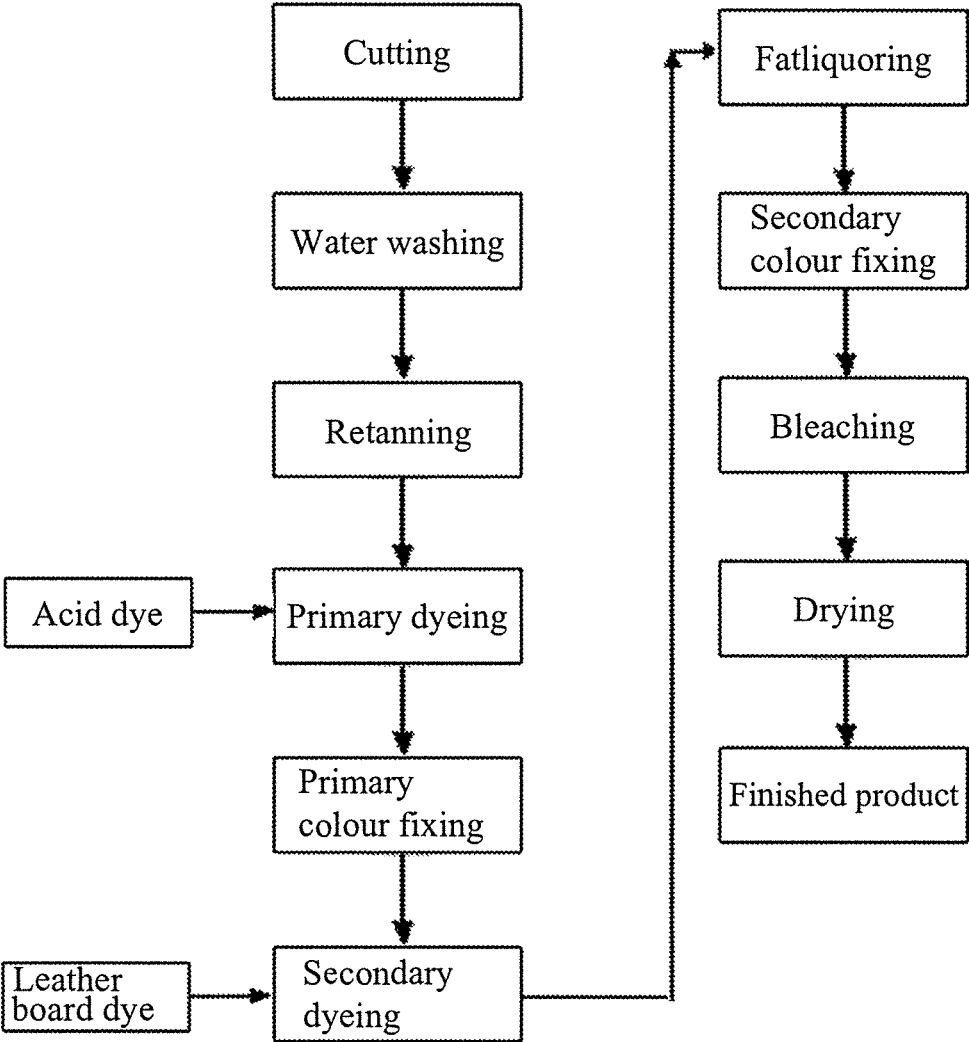 Cutting
Water washing
Retanning
Acid dye
Primary dyeing
Primary
colour fixing
Leather
board dye
Secondary
dyeing
Fatliquoring
Secondary
colour fixing
Bleaching
Drying
Finished product